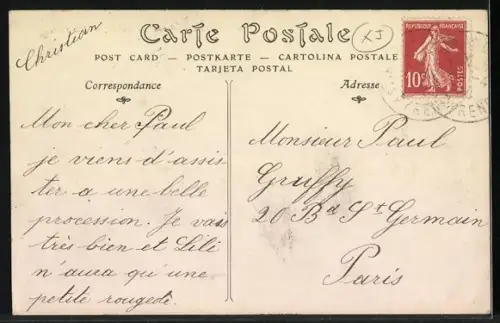 Christian
Carte Postale
XJ
POST CARD — POSTKARTE — CARTOLINA POSTALE
TARJETA POSTAL
REPUBLIQUE FRANÇAISE
10c
POSTES
Correspondance
Mon cher Paul
je viens d'assis
ter a une belle
procession. Je vais
très bien et Lili
n'aura qu'une
petite rougeole.
Adresse
Monsieur Paul
Gruffy
20 Bd St Germain
Paris